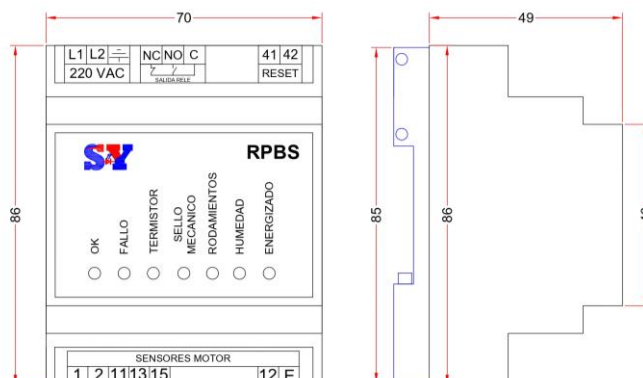 70
49
L1 L2
NC NO C
41 42
220 VAC
SALIDA RELE
RESET
S&Y
RPBS
86
85
86
OK
FALLO
TERMISTOR
SELLO
MECANICO
RODAMIENTOS
HUMEDAD
ENERGIZADO
SENSORES MOTOR
1 2 11 13 15
12 E